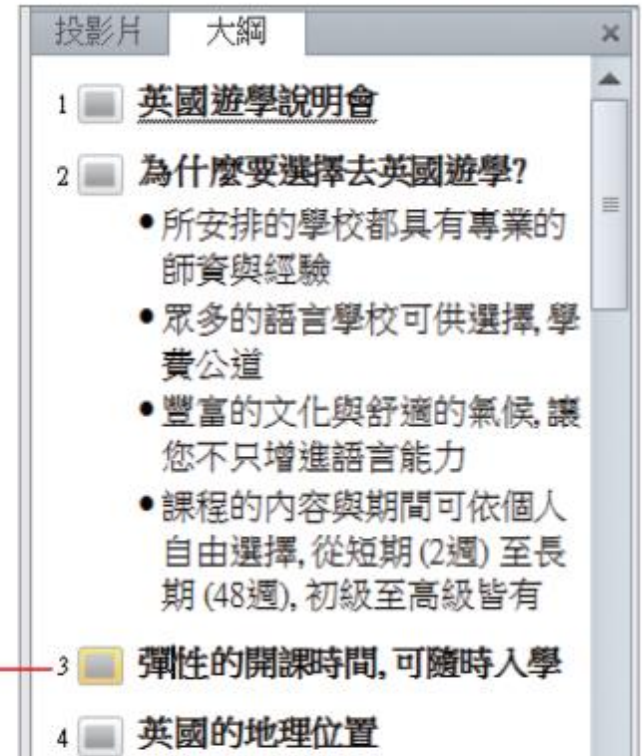 投影片 大綱
1 英國遊學說明會
2 為什麼要選擇去英國遊學?
•所安排的學校都具有專業的
師資與經驗
•眾多的語言學校可供選擇,學
費公道
•豐富的文化與舒適的氣候,讓
您不只增進語言能力
•課程的內容與期間可依個人
自由選擇,從短期(2週) 至長
期(48週),初級至高級皆有
3 彈性的開課時間,可隨時入學
4 英國的地理位置